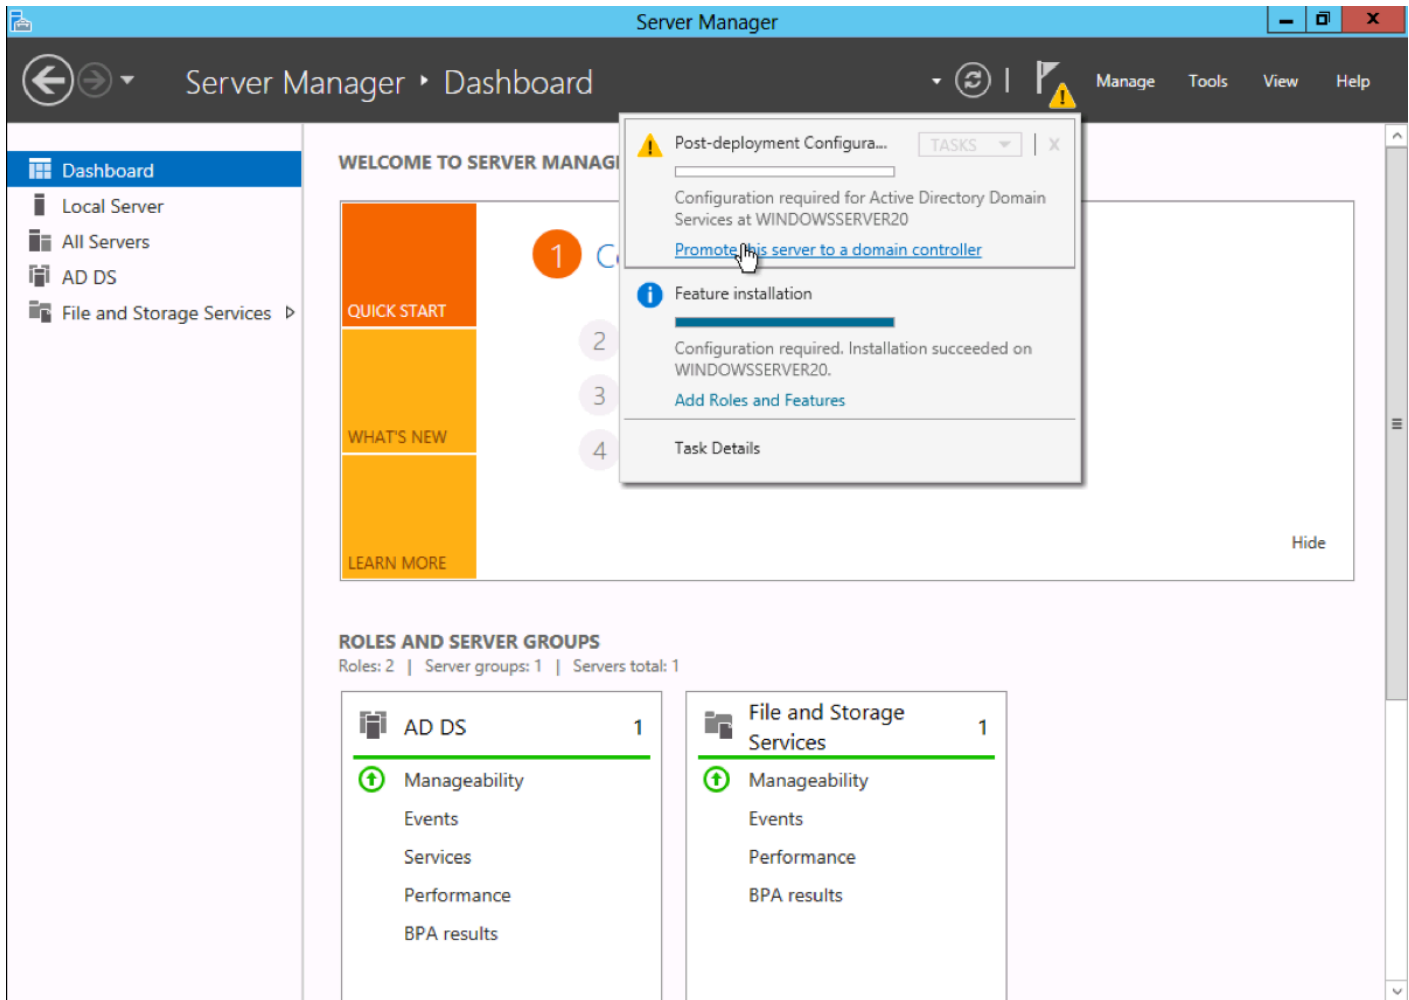 Server Manager
Server Manager ‣ Dashboard
Manage Tools View Help
Dashboard
Local Server
All Servers
AD DS
File and Storage Services
WELCOME TO SERVER MANAG
QUICK START
WHAT'S NEW
LEARN MORE
1
2
3
4
Post-deployment Configura...
TASKS
X
Configuration required for Active Directory Domain
Services at WINDOWSSERVER20
Promote this server to a domain controller
Feature installation
Configuration required. Installation succeeded on
WINDOWSSERVER20.
Add Roles and Features
Task Details
Hide
ROLES AND SERVER GROUPS
Roles: 2 | Server groups: 1 | Servers total: 1
AD DS 1
Manageability
Events
Services
Performance
BPA results
File and Storage
Services 1
Manageability
Events
Performance
BPA results